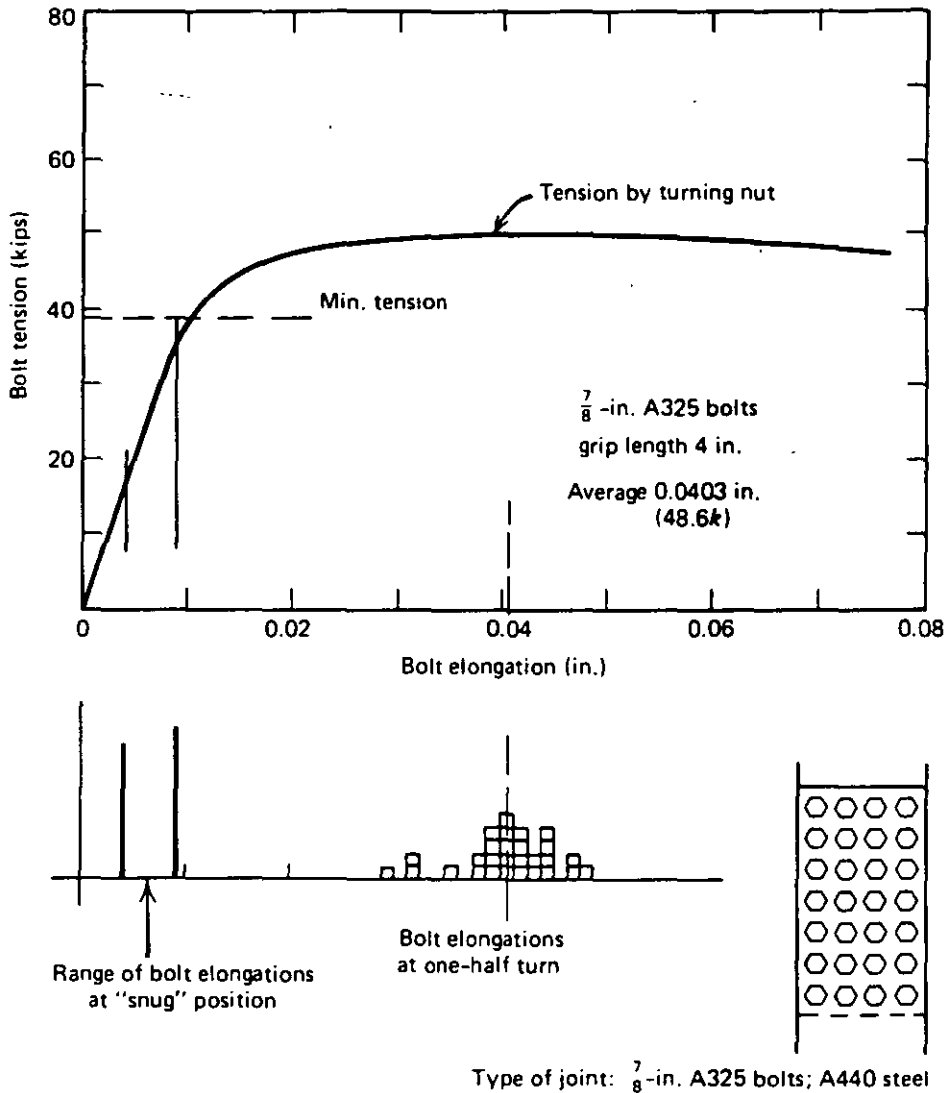 80
60
40
20
Bolt tension (kips)
Tension by turning nut
Min. tension
7/8 -in. A325 bolts
grip length 4 in.
Average 0.0403 in.
(48.6k)
0 0.02 0.04 0.06 0.08
Bolt elongation (in.)
Range of bolt elongations
at "snug" position
Bolt elongations
at one-half turn
Type of joint: 7/8-in. A325 bolts; A440 steel